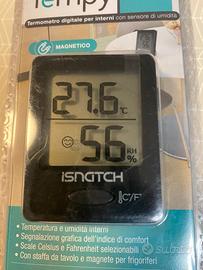 Tempy
Termometro digitale per interni con sensore di umidità
MAGNETICO
27.6 °C
56 RH %
iSNATCH
°C/°F
• Temperatura e umidità interni
• Segnalazione grafica dell'indice di comfort
• Scale Celsius e Fahrenheit selezionabili
• Con staffa da tavolo e magnete per frigoriferi
Subito